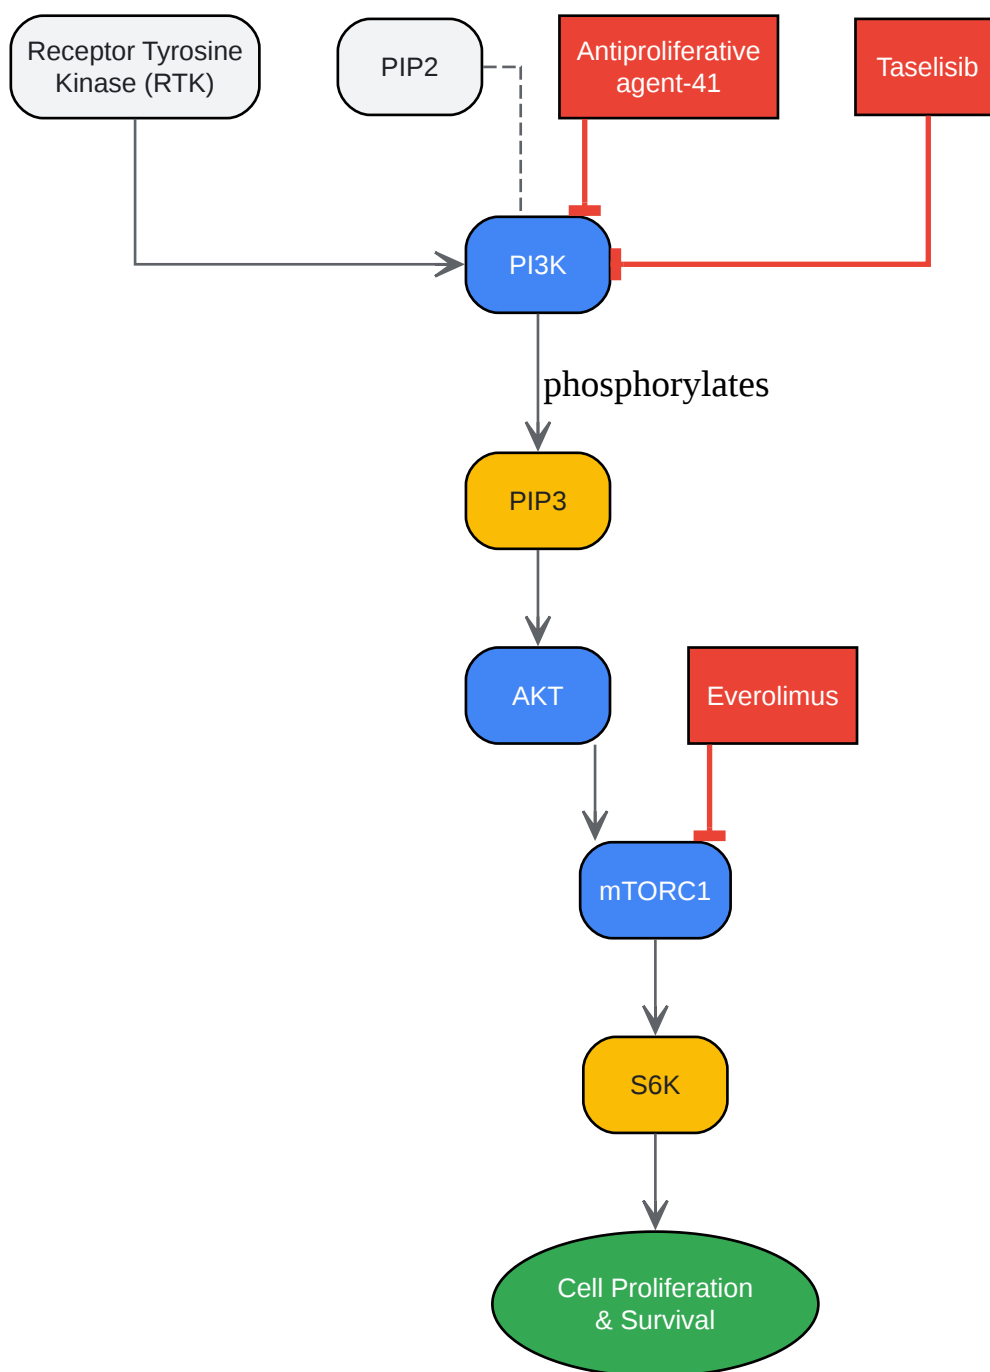 Receptor Tyrosine
Kinase (RTK)
PIP2
Antiproliferative
agent-41
Taselisib
PI3K
phosphorylates
PIP3
AKT
Everolimus
mTORC1
S6K
Cell Proliferation
& Survival